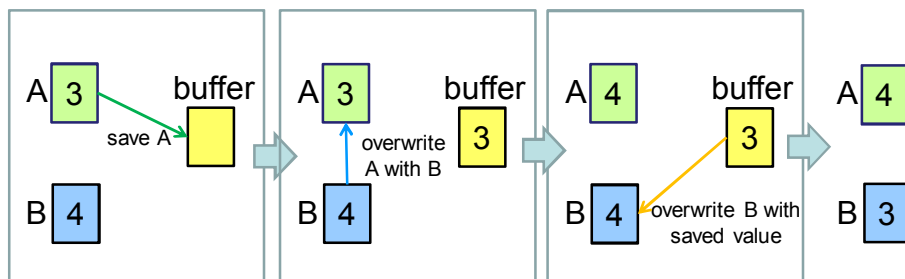 A 3
buffer
save A
B 4
A 3
buffer
3
overwrite
A with B
B 4
A 4
buffer
3
B 4
overwrite B with
saved value
A 4
B 3